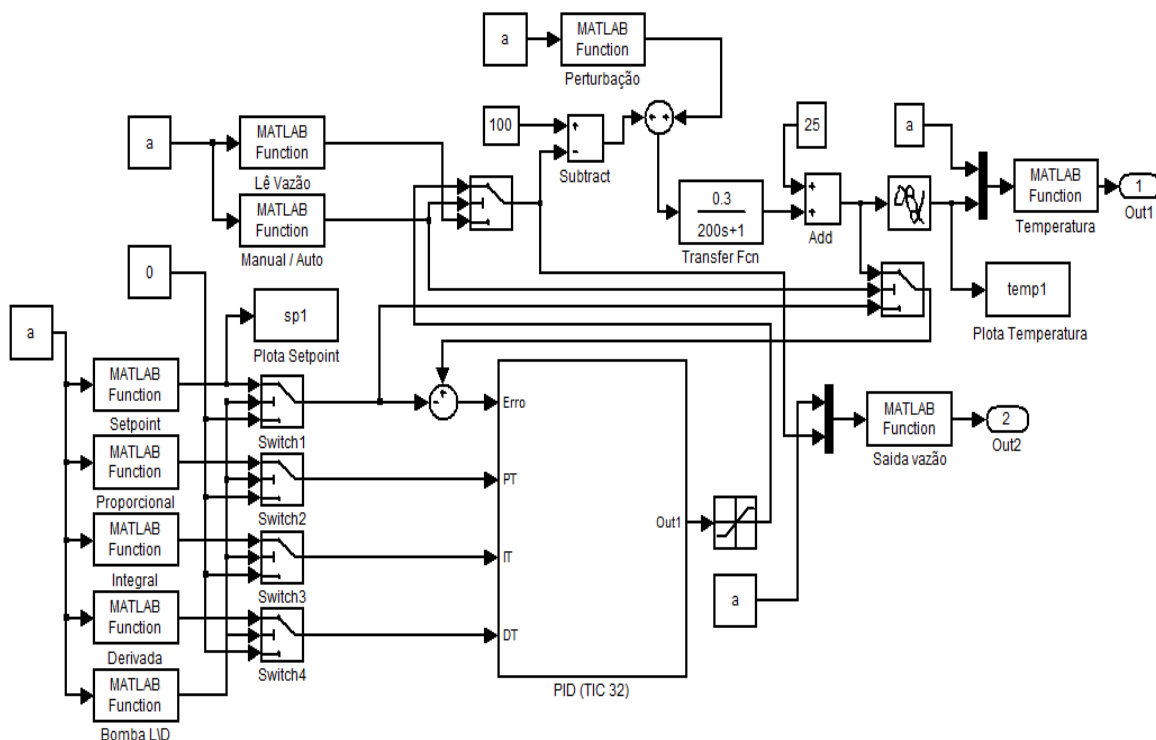 a
MATLAB
Function
Perturbação
100
+
-
Subtract
+ +
25
a
a
MATLAB
Function
Lê Vazão
MATLAB
Function
Manual / Auto
0.3
200s+1
Transfer Fcn
+
+
Add
MATLAB
Function
Temperatura
1
Out1
0
a
sp1
Plota Setpoint
temp1
Plota Temperatura
MATLAB
Function
Setpoint
Switch1
+
-
Erro
MATLAB
Function
Proporcional
Switch2
PT
MATLAB
Function
Integral
Switch3
IT
Out1
MATLAB
Function
Derivada
Switch4
DT
MATLAB
Function
Bomba L\D
PID (TIC 32)
a
MATLAB
Function
Saida vazão
2
Out2